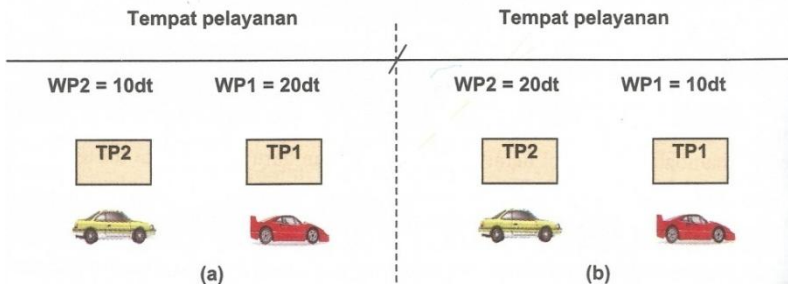 Tempat pelayanan
Tempat pelayanan
WP2 = 10dt
WP1 = 20dt
WP2 = 20dt
WP1 = 10dt
TP2
TP1
TP2
TP1
(a)
(b)